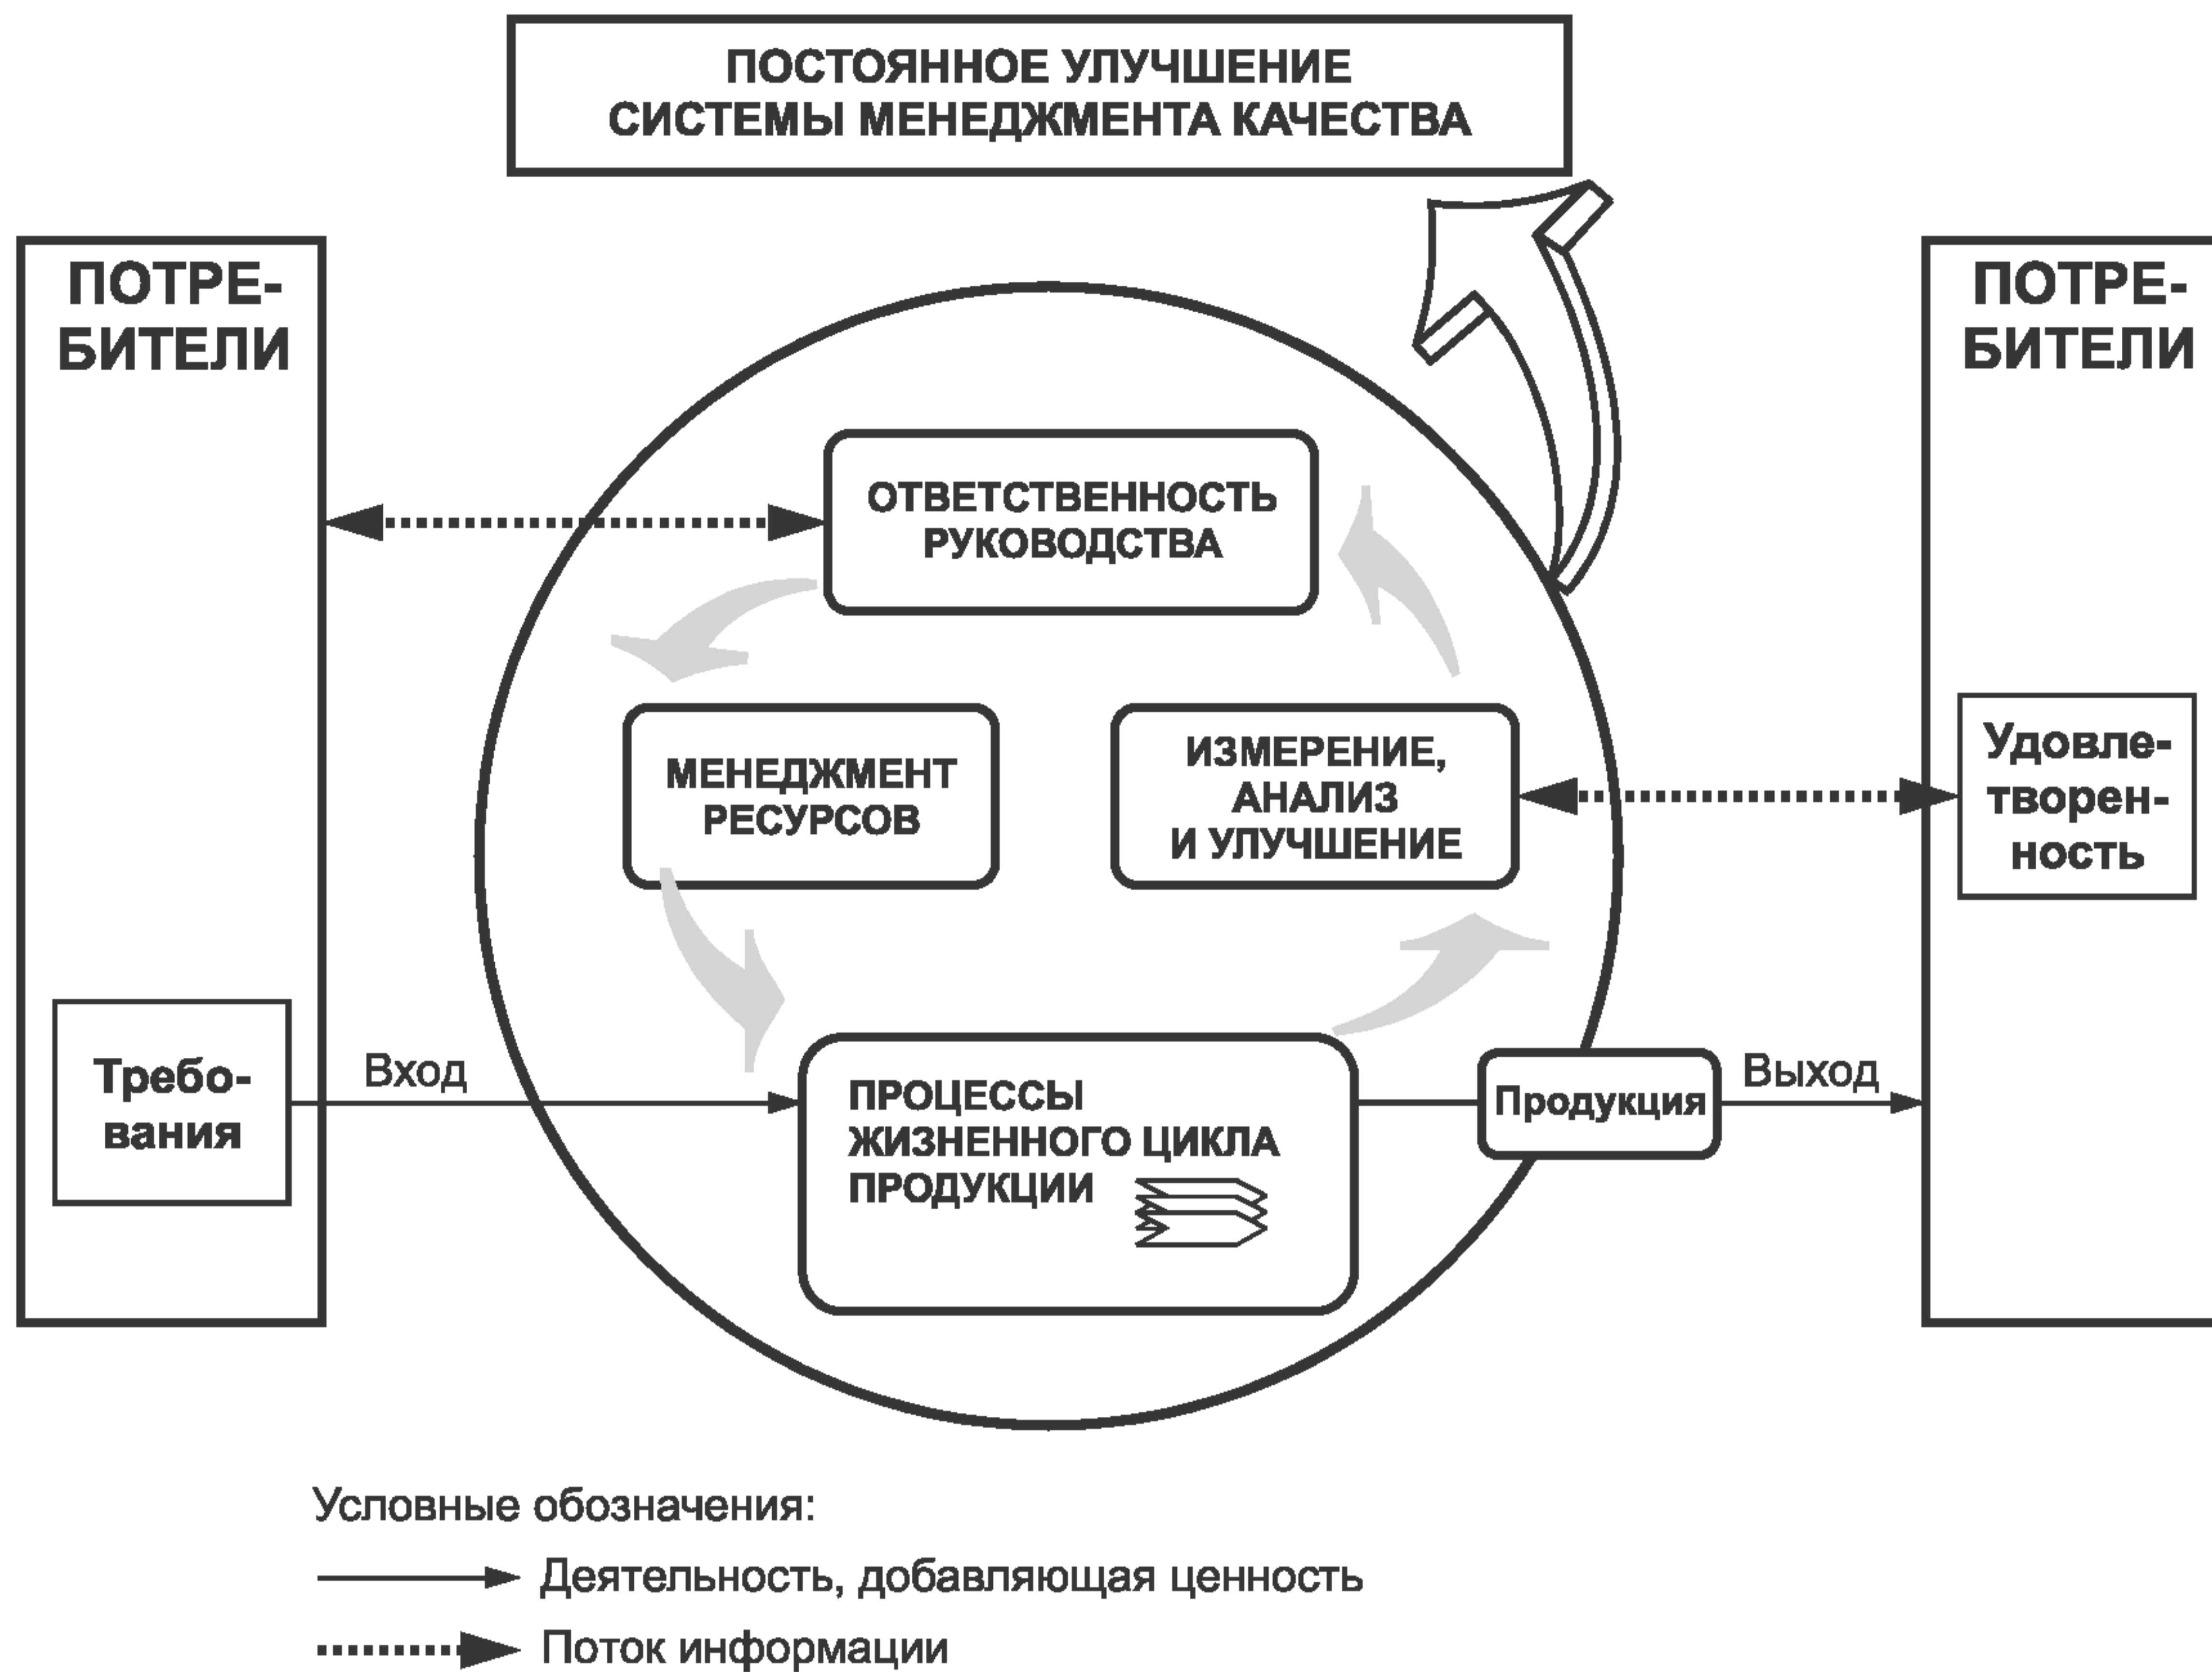 ПОСТОЯННОЕ УЛУЧШЕНИЕ
СИСТЕМЫ МЕНЕДЖМЕНТА КАЧЕСТВА
ПОТРЕ-
БИТЕЛИ
ПОТРЕ-
БИТЕЛИ
ОТВЕТСТВЕННОСТЬ
РУКОВОДСТВА
МЕНЕДЖМЕНТ
РЕСУРСОВ
ИЗМЕРЕНИЕ,
АНАЛИЗ
И УЛУЧШЕНИЕ
Удовле-
творен-
ность
Требо-
вания
Вход
ПРОЦЕССЫ
ЖИЗНЕННОГО ЦИКЛА
ПРОДУКЦИИ
Продукция
Выход
Условные обозначения:
Деятельность, добавляющая ценность
Поток информации